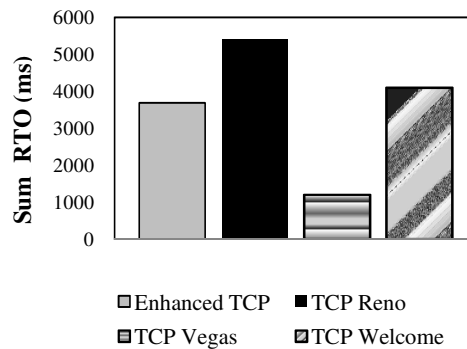 6000
5000
4000
3000
2000
1000
0
Sum RTO (ms)
Enhanced TCP TCP Reno
TCP Vegas TCP Welcome